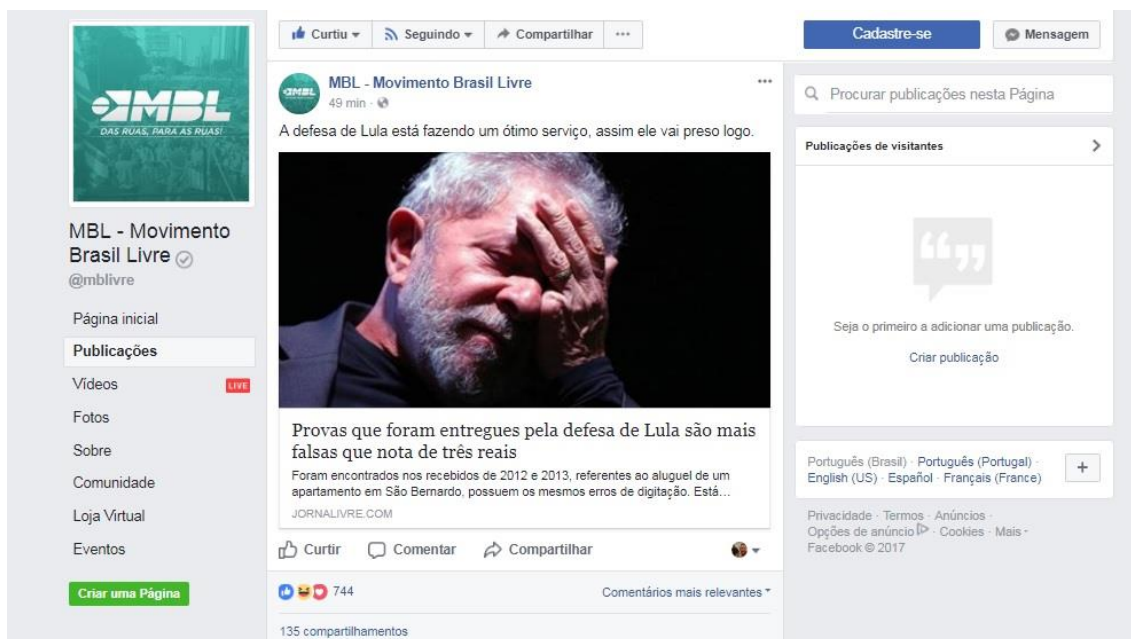 MBL
DAS RUAS, PARA AS RUAS!
MBL - Movimento
Brasil Livre
@mblivre
Página inicial
Publicações
Vídeos LIVE
Fotos
Sobre
Comunidade
Loja Virtual
Eventos
Criar uma Página
Curtiu Seguindo Compartilhar
MBL - Movimento Brasil Livre
49 min
A defesa de Lula está fazendo um ótimo serviço, assim ele vai preso logo.
Provas que foram entregues pela defesa de Lula são mais
falsas que nota de três reais
Foram encontrados nos recebidos de 2012 e 2013, referentes ao aluguel de um
apartamento em São Bernardo, possuem os mesmos erros de digitação. Está...
JORNALIVRE.COM
Curtir Comentar Compartilhar
744 Comentários mais relevantes
135 compartilhamentos
Cadastre-se Mensagem
Procurar publicações nesta Página
Publicações de visitantes
Seja o primeiro a adicionar uma publicação.
Criar publicação
Português (Brasil) · Português (Portugal) ·
English (US) · Español · Français (France)
Privacidade · Termos · Anúncios ·
Opções de anúncio · Cookies · Mais
Facebook © 2017